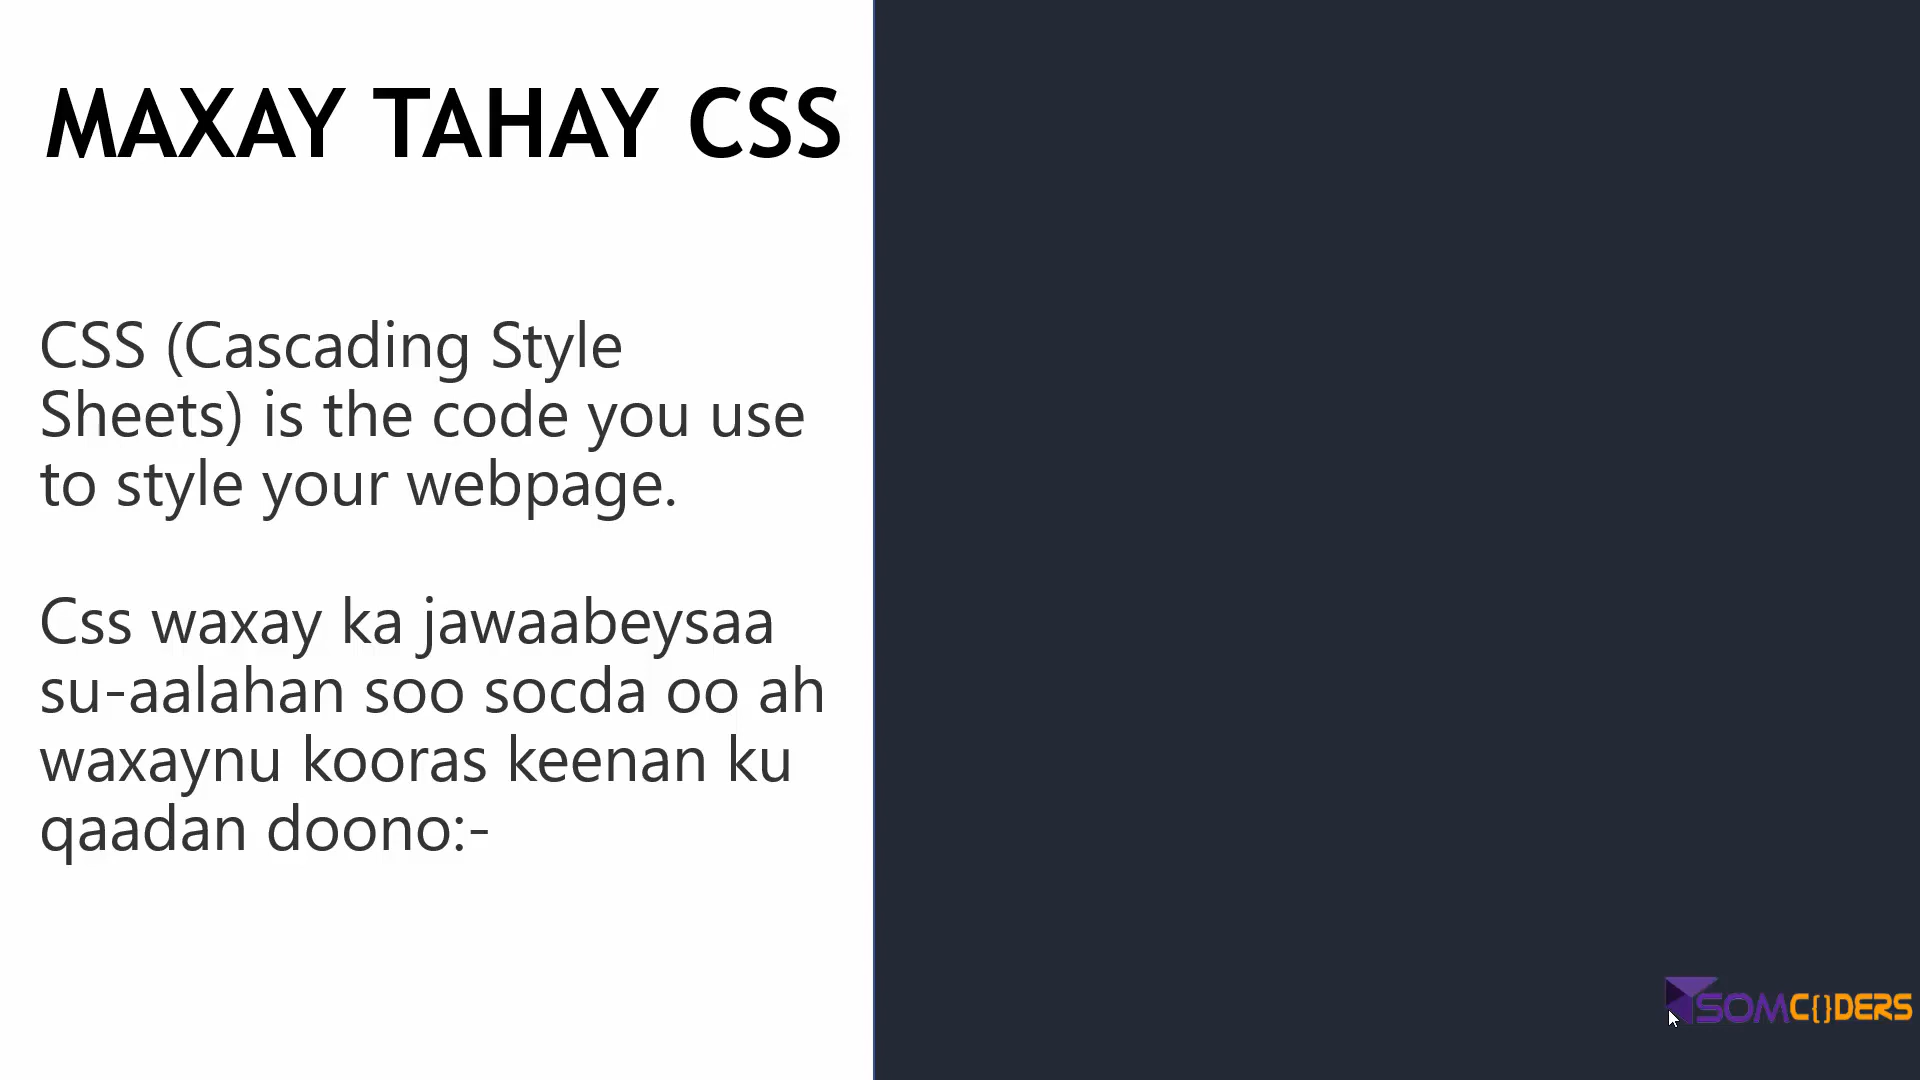 MAXAY TAHAY CSS
CSS (Cascading Style
Sheets) is the code you use
to style your webpage.
Css waxay ka jawaabeysaa
su-aalahan soo socda oo ah
waxaynu kooras keenan ku
qaadan doono:-
SOMC{}DERS